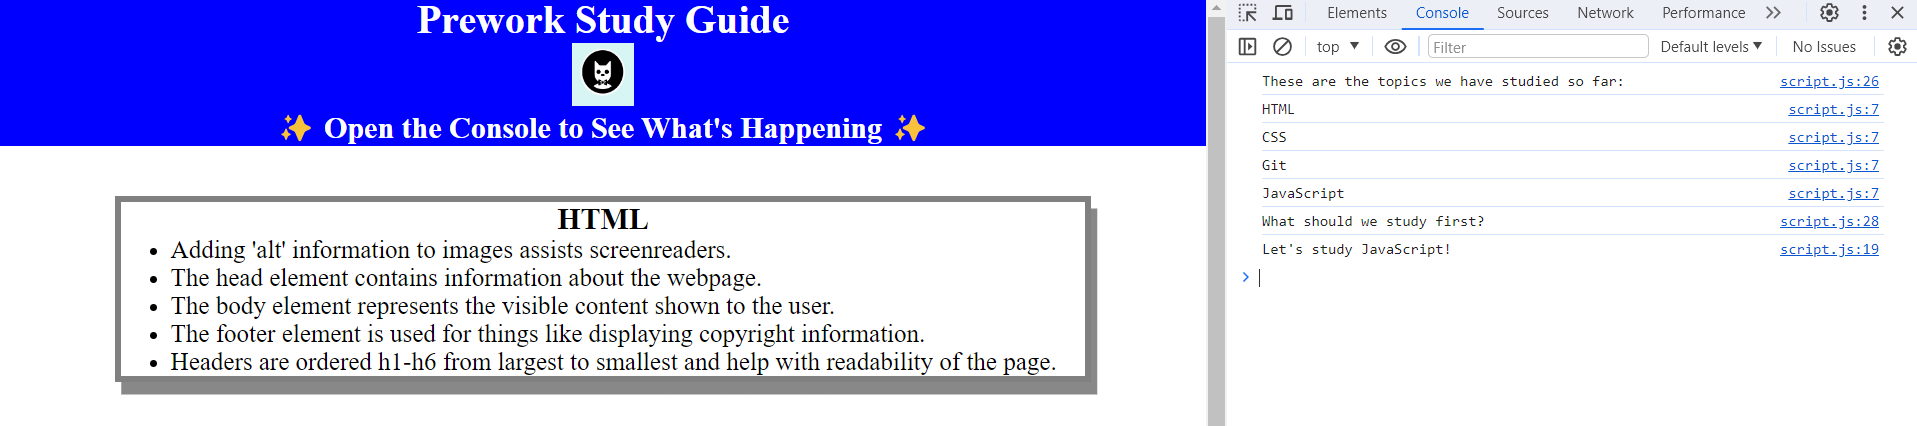 Prework Study Guide
✨ Open the Console to See What's Happening ✨
HTML
• Adding 'alt' information to images assists screenreaders.
• The head element contains information about the webpage.
• The body element represents the visible content shown to the user.
• The footer element is used for things like displaying copyright information.
• Headers are ordered h1-h6 from largest to smallest and help with readability of the page.
Elements Console Sources Network Performance
top Filter Default levels No Issues
These are the topics we have studied so far: script.js:26
HTML script.js:7
CSS script.js:7
Git script.js:7
JavaScript script.js:7
What should we study first? script.js:28
Let's study JavaScript! script.js:19